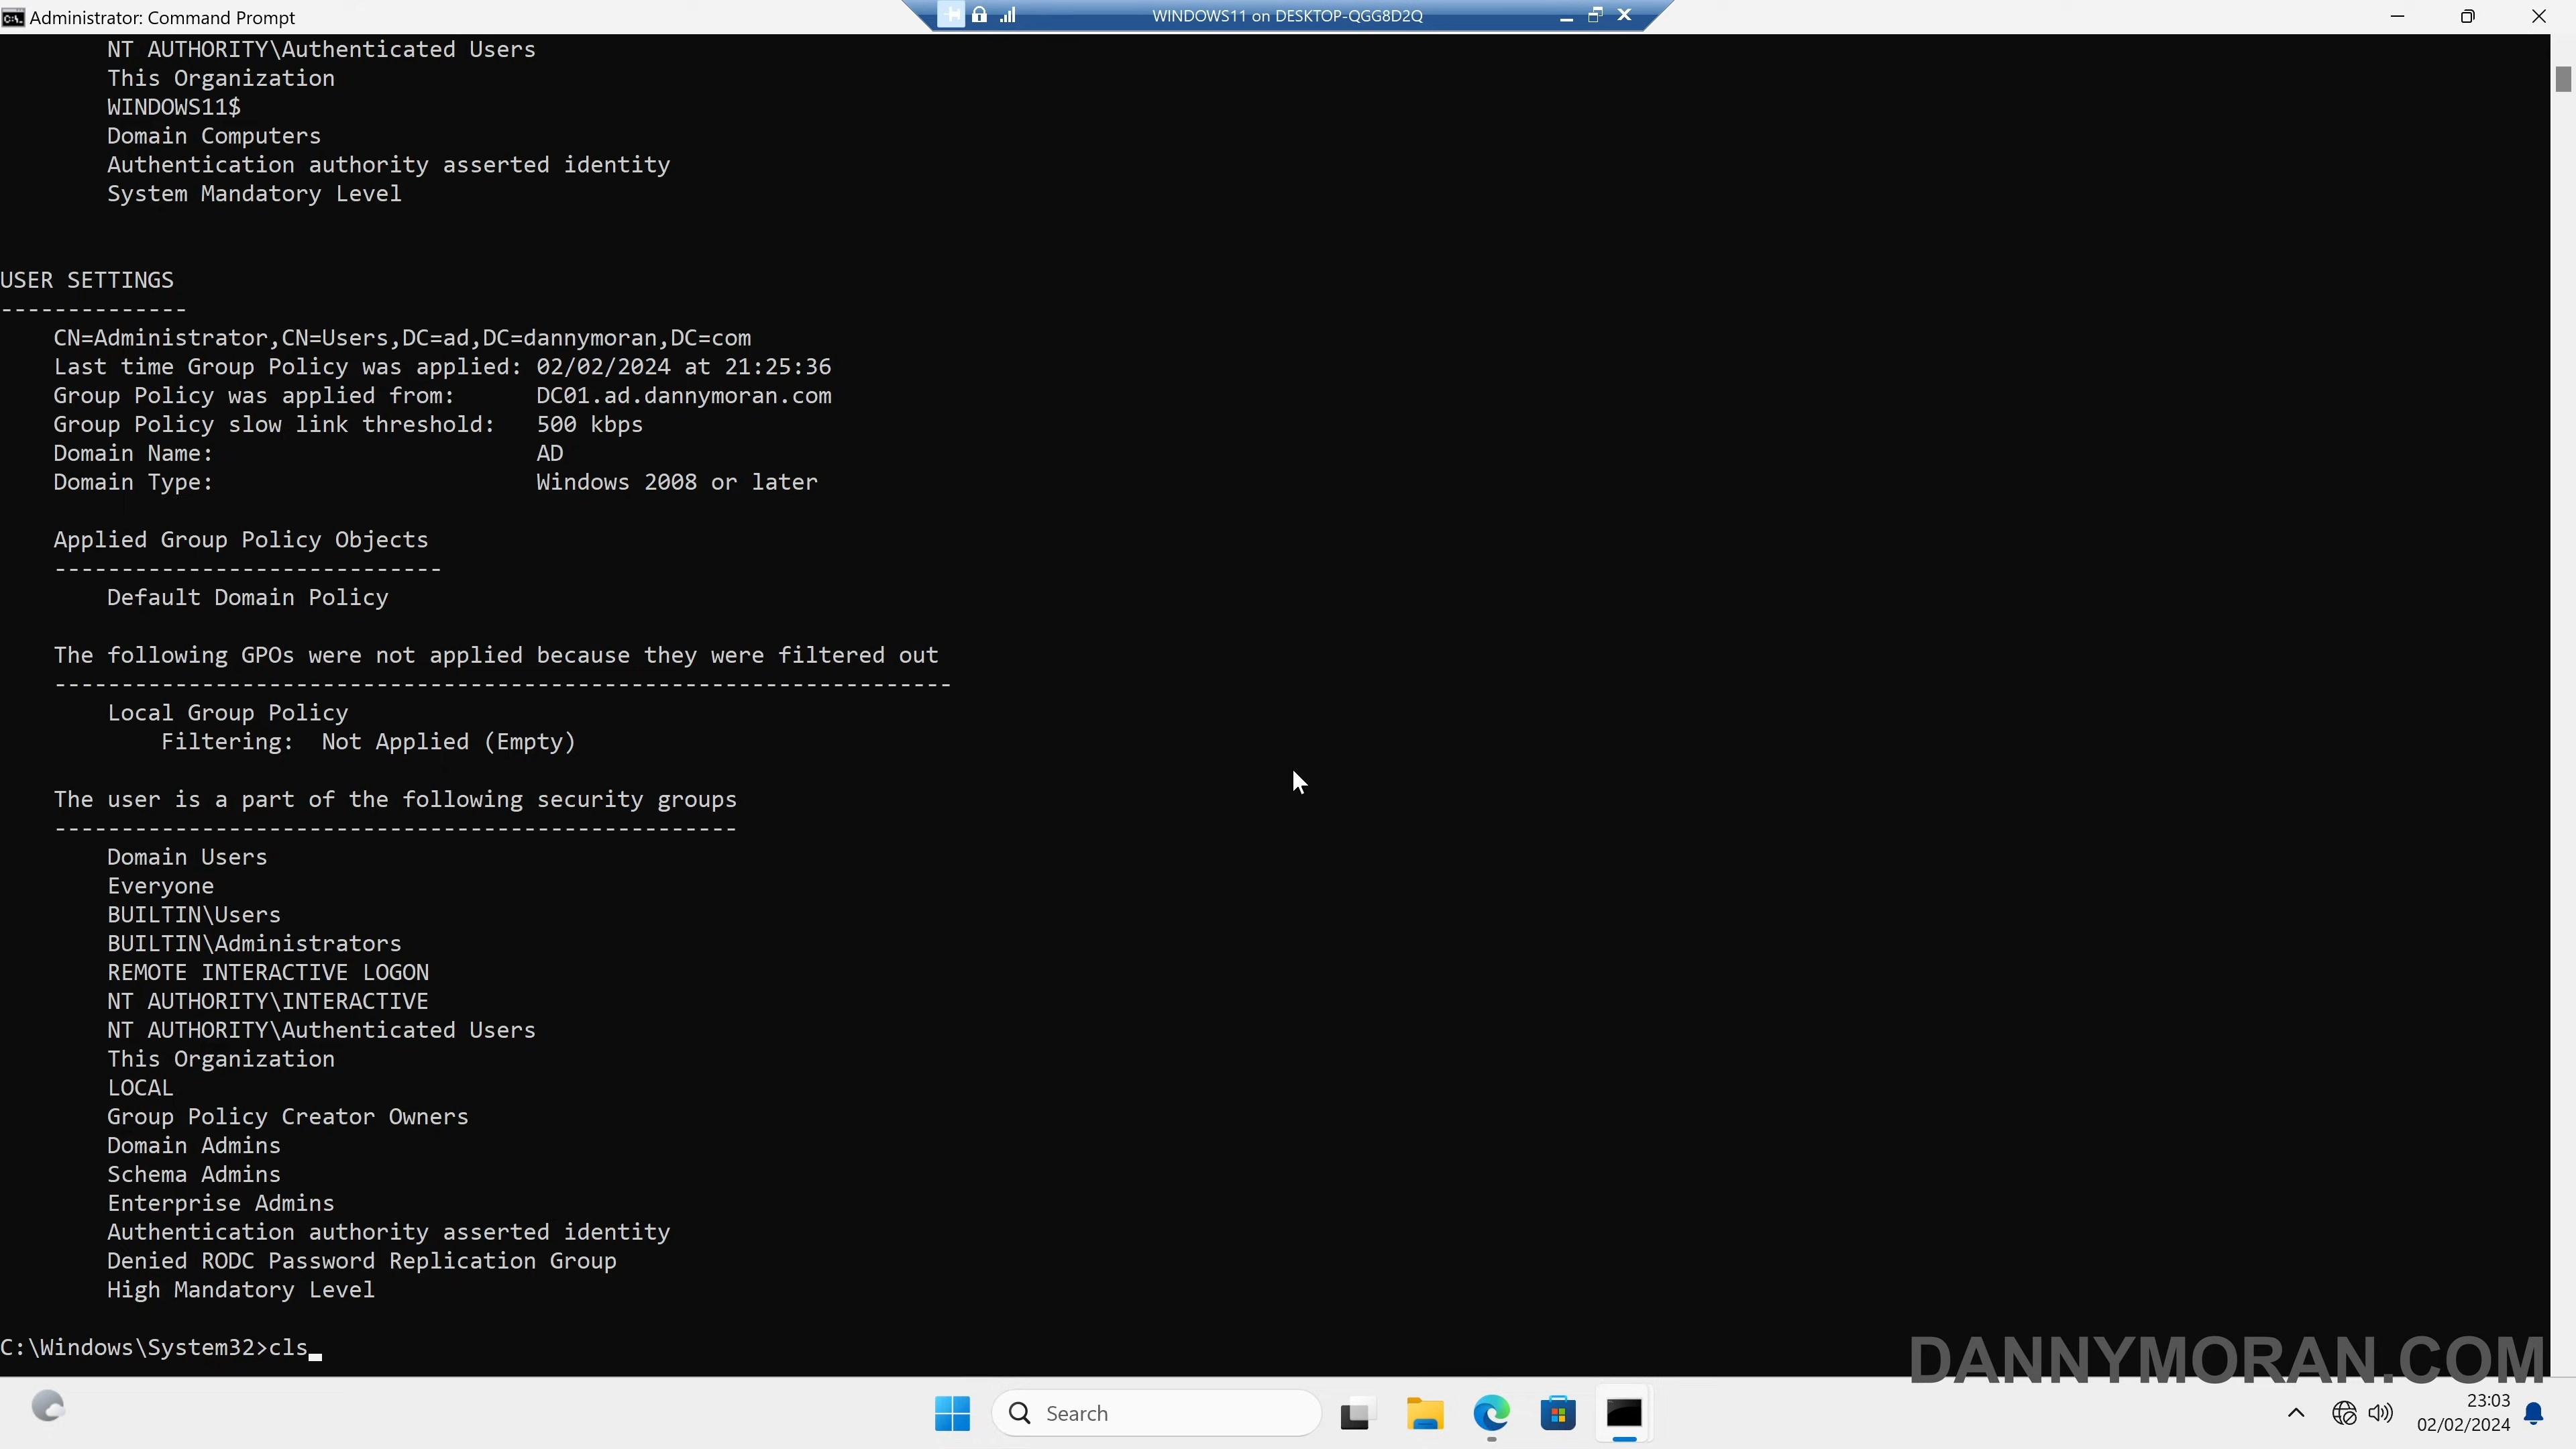 Administrator: Command Prompt
WINDOWS11 on DESKTOP-QGG8D2Q
NT AUTHORITY\Authenticated Users
This Organization
WINDOWS11$
Domain Computers
Authentication authority asserted identity
System Mandatory Level
USER SETTINGS
--------------
CN=Administrator,CN=Users,DC=ad,DC=dannymoran,DC=com
Last time Group Policy was applied: 02/02/2024 at 21:25:36
Group Policy was applied from: DC01.ad.dannymoran.com
Group Policy slow link threshold: 500 kbps
Domain Name: AD
Domain Type: Windows 2008 or later
Applied Group Policy Objects
-----------------------------
Default Domain Policy
The following GPOs were not applied because they were filtered out
-------------------------------------------------------------------
Local Group Policy
Filtering: Not Applied (Empty)
The user is a part of the following security groups
---------------------------------------------------
Domain Users
Everyone
BUILTIN\Users
BUILTIN\Administrators
REMOTE INTERACTIVE LOGON
NT AUTHORITY\INTERACTIVE
NT AUTHORITY\Authenticated Users
This Organization
LOCAL
Group Policy Creator Owners
Domain Admins
Schema Admins
Enterprise Admins
Authentication authority asserted identity
Denied RODC Password Replication Group
High Mandatory Level
C:\Windows\System32>cls
DANNYMORAN.COM
Search
23:03
02/02/2024